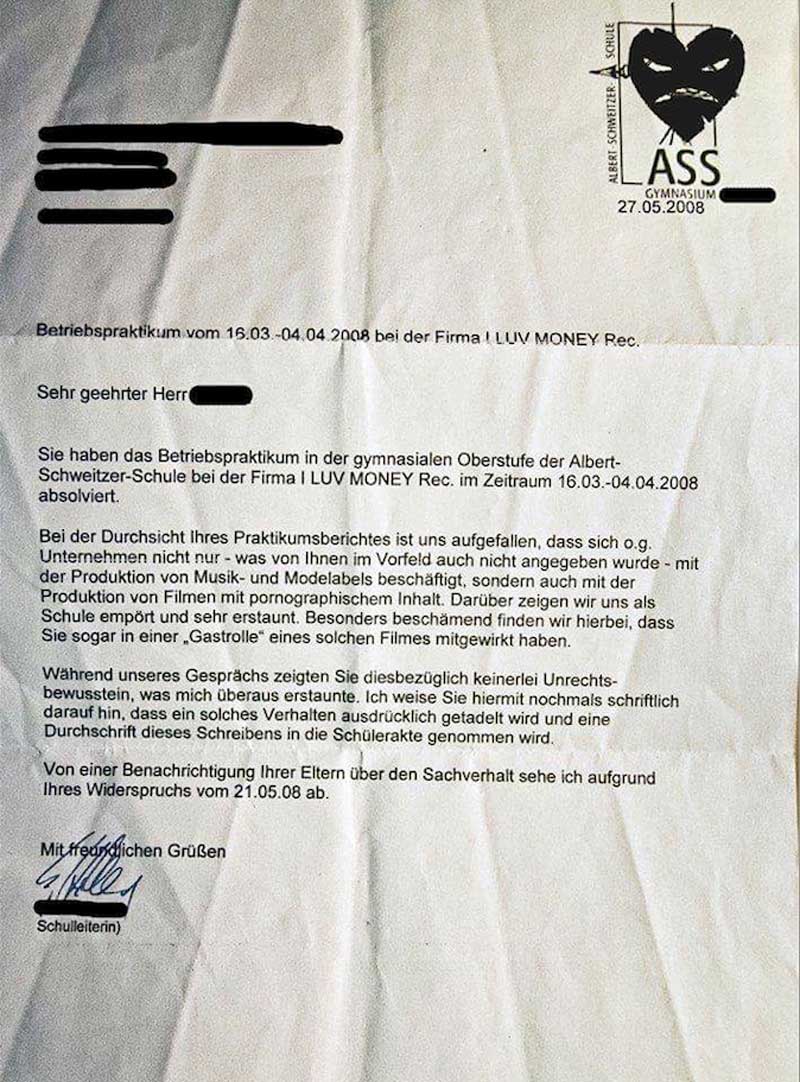 ALBERT-SCHWEITZER-SCHULE
ASS
GYMNASIUM
27.05.2008
Betriebspraktikum vom 16.03.-04.04.2008 bei der Firma I LUV MONEY Rec.
Sehr geehrter Herr
Sie haben das Betriebspraktikum in der gymnasialen Oberstufe der Albert-
Schweitzer-Schule bei der Firma I LUV MONEY Rec. im Zeitraum 16.03.-04.04.2008
absolviert.
Bei der Durchsicht Ihres Praktikumsberichtes ist uns aufgefallen, dass sich o.g.
Unternehmen nicht nur - was von Ihnen im Vorfeld auch nicht angegeben wurde - mit
der Produktion von Musik- und Modelabels beschäftigt, sondern auch mit der
Produktion von Filmen mit pornographischem Inhalt. Darüber zeigen wir uns als
Schule empört und sehr erstaunt. Besonders beschämend finden wir hierbei, dass
Sie sogar in einer „Gastrolle“ eines solchen Filmes mitgewirkt haben.
Während unseres Gesprächs zeigten Sie diesbezüglich keinerlei Unrechts-
bewusstein, was mich überaus erstaunte. Ich weise Sie hiermit nochmals schriftlich
darauf hin, dass ein solches Verhalten ausdrücklich getadelt wird und eine
Durchschrift dieses Schreibens in die Schülerakte genommen wird.
Von einer Benachrichtigung Ihrer Eltern über den Sachverhalt sehe ich aufgrund
Ihres Widerspruchs vom 21.05.08 ab.
Mit freundlichen Grüßen
Schulleiterin)